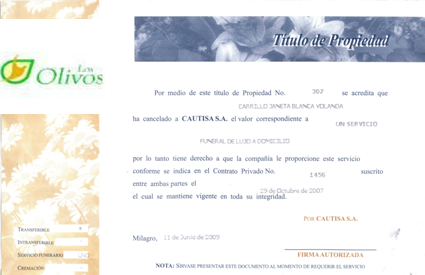 Los
Olivos
Título de Propiedad
Por medio de este título de Propiedad No. 302 se acredita que
CARRILLO JANETA BLANCA YOLANDA
ha cancelado a CAUTISA S.A. el valor correspondiente a
UN SERVICIO
FUNERAL DE LUJO A DOMICILIO
por lo tanto tiene derecho a que la compañía le proporcione este servicio
conforme se indica en el Contrato Privado No. 1456 suscrito
entre ambas partes el
29 de Octubre de 2007
el cual se mantiene vigente en toda su integridad.
POR CAUTISA S.A.
Milagro, 11 de Junio de 2009
FIRMA AUTORIZADA
NOTA: SÍRVASE PRESENTAR ESTE DOCUMENTO AL MOMENTO DE REQUERIR EL SERVICIO
TRANSFERIBLE
INTRANSFERIBLE
SERVICIO FUNERARIO
CREMACIÓN